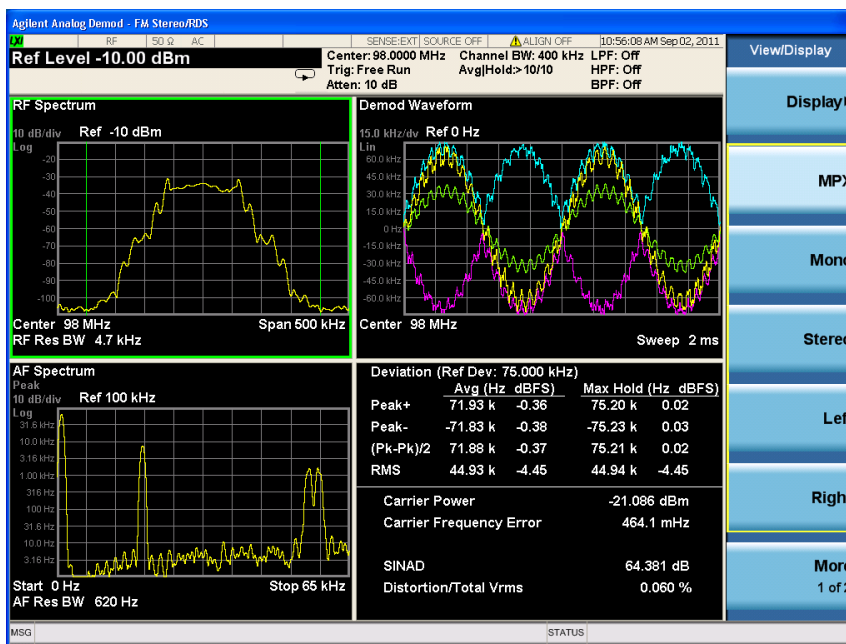 Agilent Analog Demod - FM Stereo/RDS
LXI RF 50 Ω AC SENSE:EXT SOURCE OFF ALIGN OFF 10:56:08 AM Sep 02, 2011
Ref Level -10.00 dBm
Center: 98.0000 MHz Channel BW: 400 kHz LPF: Off
Trig: Free Run Avg|Hold:>10/10 HPF: Off
Atten: 10 dB BPF: Off
RF Spectrum
10 dB/div Ref -10 dBm
Log
-20
-30
-40
-50
-60
-70
-80
-90
-100
Center 98 MHz Span 500 kHz
RF Res BW 4.7 kHz
Demod Waveform
15.0 kHz/dv Ref 0 Hz
Lin
60.0 kHz
45.0 kHz
30.0 kHz
15.0 kHz
0 Hz
-15.0 kHz
-30.0 kHz
-45.0 kHz
-60.0 kHz
Center 98 MHz
Sweep 2 ms
AF Spectrum
Peak
10 dB/div Ref 100 kHz
Log
31.6 kHz
10.0 kHz
3.16 kHz
1.00 kHz
316 Hz
100 Hz
31.6 Hz
10.0 Hz
3.16 Hz
Start 0 Hz Stop 65 kHz
AF Res BW 620 Hz
Deviation (Ref Dev: 75.000 kHz)
Avg (Hz dBFS) Max Hold (Hz dBFS)
Peak+ 71.93 k -0.36 75.20 k 0.02
Peak- -71.83 k -0.38 -75.23 k 0.03
(Pk-Pk)/2 71.88 k -0.37 75.21 k 0.02
RMS 44.93 k -4.45 44.94 k -4.45
Carrier Power -21.086 dBm
Carrier Frequency Error 464.1 mHz
SINAD 64.381 dB
Distortion/Total Vrms 0.060 %
View/Display
Display
MPX
Mono
Stereo
Left
Righ
More
1 of 2
MSG STATUS